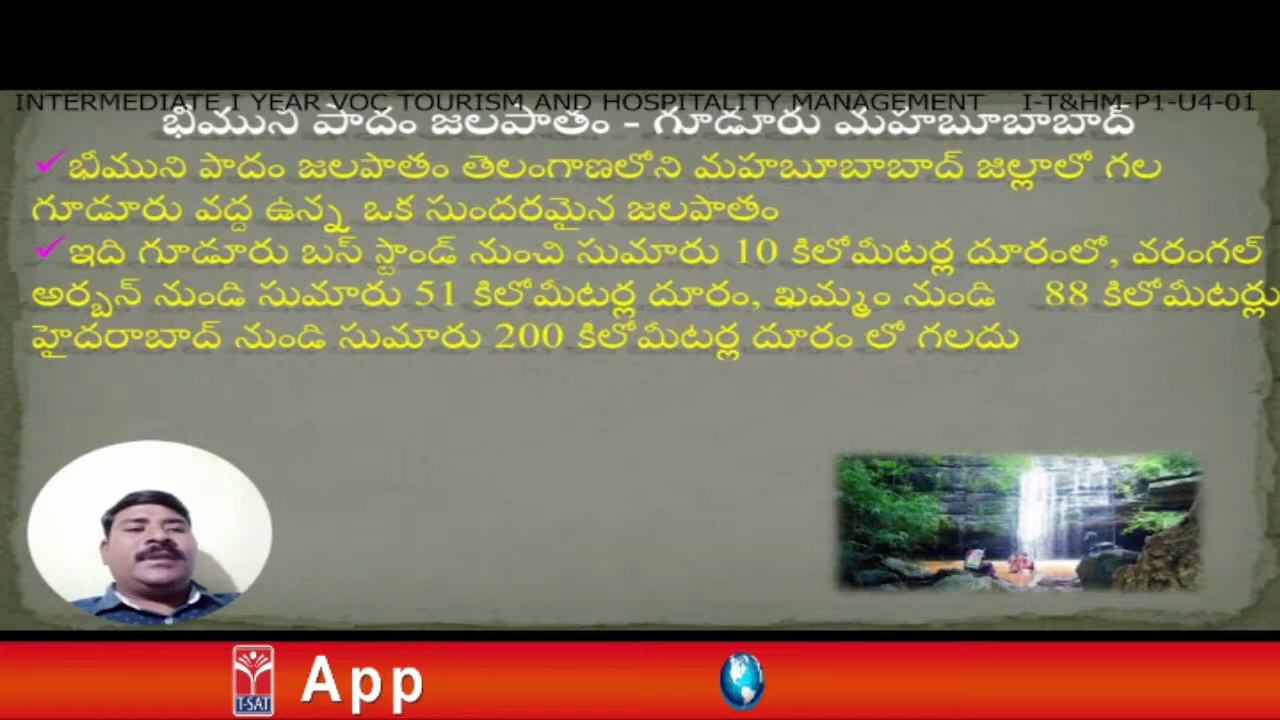 INTERMEDIATE I YEAR VOC TOURISM AND HOSPITALITY MANAGEMENT I-T&HM-P1-U4-01
భీముని పాదం జలపాతం - గూడూరు మహబూబాబాద్
✓భీముని పాదం జలపాతం తెలంగాణలోని మహబూబాబాద్ జిల్లాలో గల
గూడూరు వద్ద ఉన్న ఒక సుందరమైన జలపాతం
✓ఇది గూడూరు బస్ స్టాండ్ నుంచి సుమారు 10 కిలోమీటర్ల దూరంలో, వరంగల్
అర్బన్ నుండి సుమారు 51 కిలోమీటర్ల దూరం, ఖమ్మం నుండి 88 కిలోమీటర్లు
హైదరాబాద్ నుండి సుమారు 200 కిలోమీటర్ల దూరం లో గలదు
T-SAT App